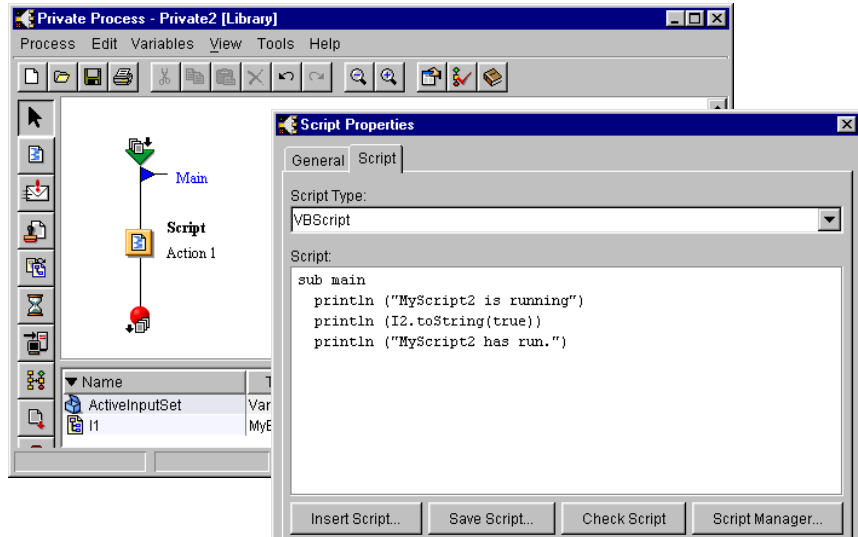 Private Process - Private2 [Library]
Process Edit Variables View Tools Help
Main
Script
Action 1
Name
ActiveInputSet Var
I1
Script Properties
General Script
Script Type:
VBScript
Script:
sub main
println ("MyScript2 is running")
println (I2.toString(true))
println ("MyScript2 has run.")
Insert Script... Save Script... Check Script Script Manager...